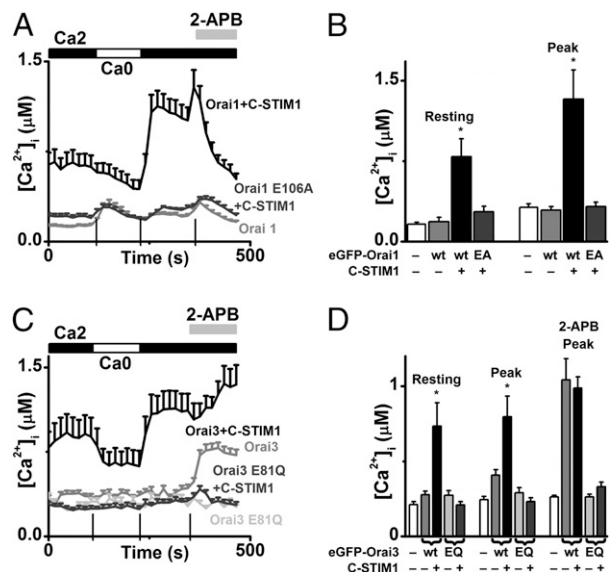 A
2-APB
Ca2
Ca0
1.5
[Ca2+]i (μM)
Orai1+C-STIM1
Orai1 E106A
+C-STIM1
Orai 1
0.0
0
Time (s)
500
B
1.5
[Ca2+]i (μM)
0
Peak
*
Resting
*
eGFP-Orai1 – wt wt EA – wt wt EA
C-STIM1 – – + + – – + +
C
2-APB
Ca2
Ca0
1.5
[Ca2+]i (μM)
Orai3+C-STIM1
Orai3
Orai3 E81Q
+C-STIM1
Orai3 E81Q
0.0
0
Time (s)
500
D
2-APB
Peak
1
[Ca2+]i (μM)
0
Resting
*
Peak
*
eGFP-Orai3 – wt EQ – wt EQ – wt EQ
C-STIM1 – – + – + – – + – + – – + – +